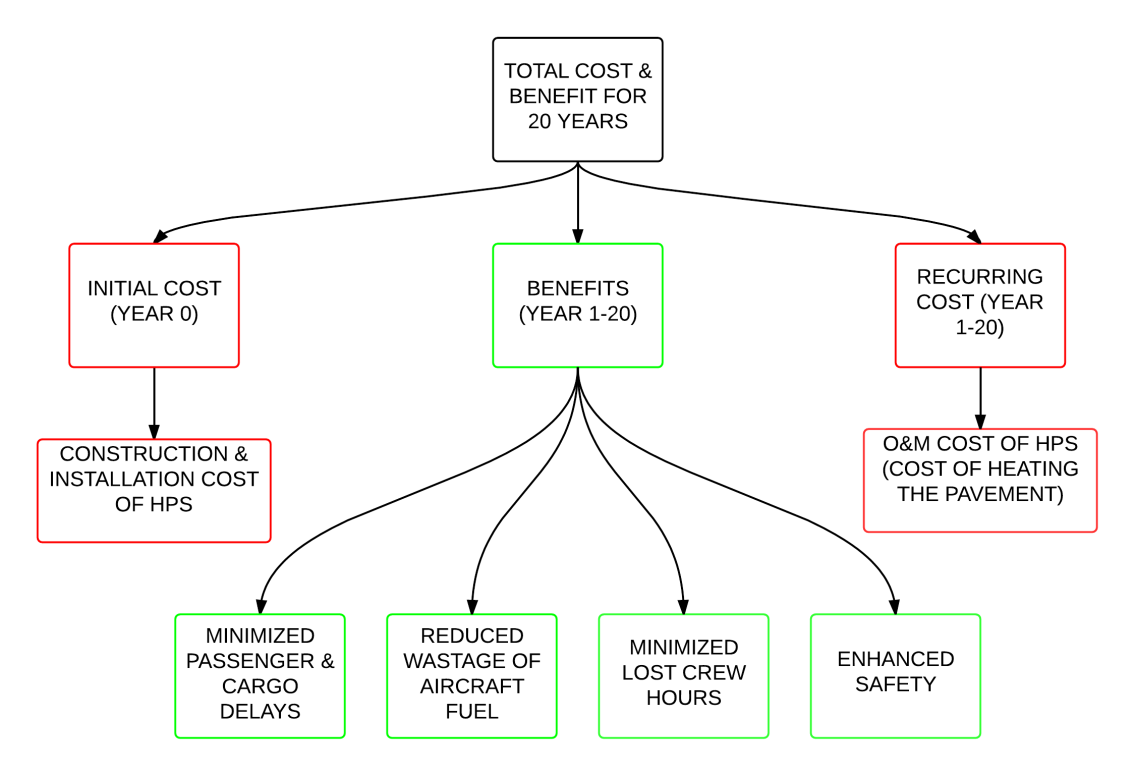 TOTAL COST &
BENEFIT FOR
20 YEARS
INITIAL COST
(YEAR 0)
BENEFITS
(YEAR 1-20)
RECURRING
COST (YEAR
1-20)
CONSTRUCTION &
INSTALLATION COST
OF HPS
O&M COST OF HPS
(COST OF HEATING
THE PAVEMENT)
MINIMIZED
PASSENGER &
CARGO
DELAYS
REDUCED
WASTAGE OF
AIRCRAFT
FUEL
MINIMIZED
LOST CREW
HOURS
ENHANCED
SAFETY